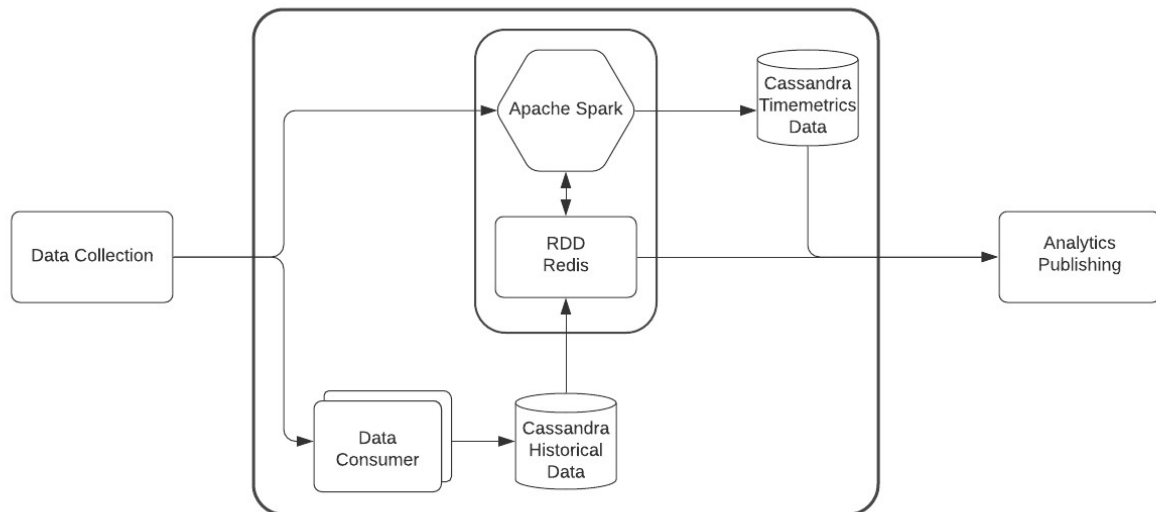 Apache Spark
Cassandra
Timemetrics
Data
Data Collection
RDD
Redis
Analytics
Publishing
Data
Consumer
Cassandra
Historical
Data